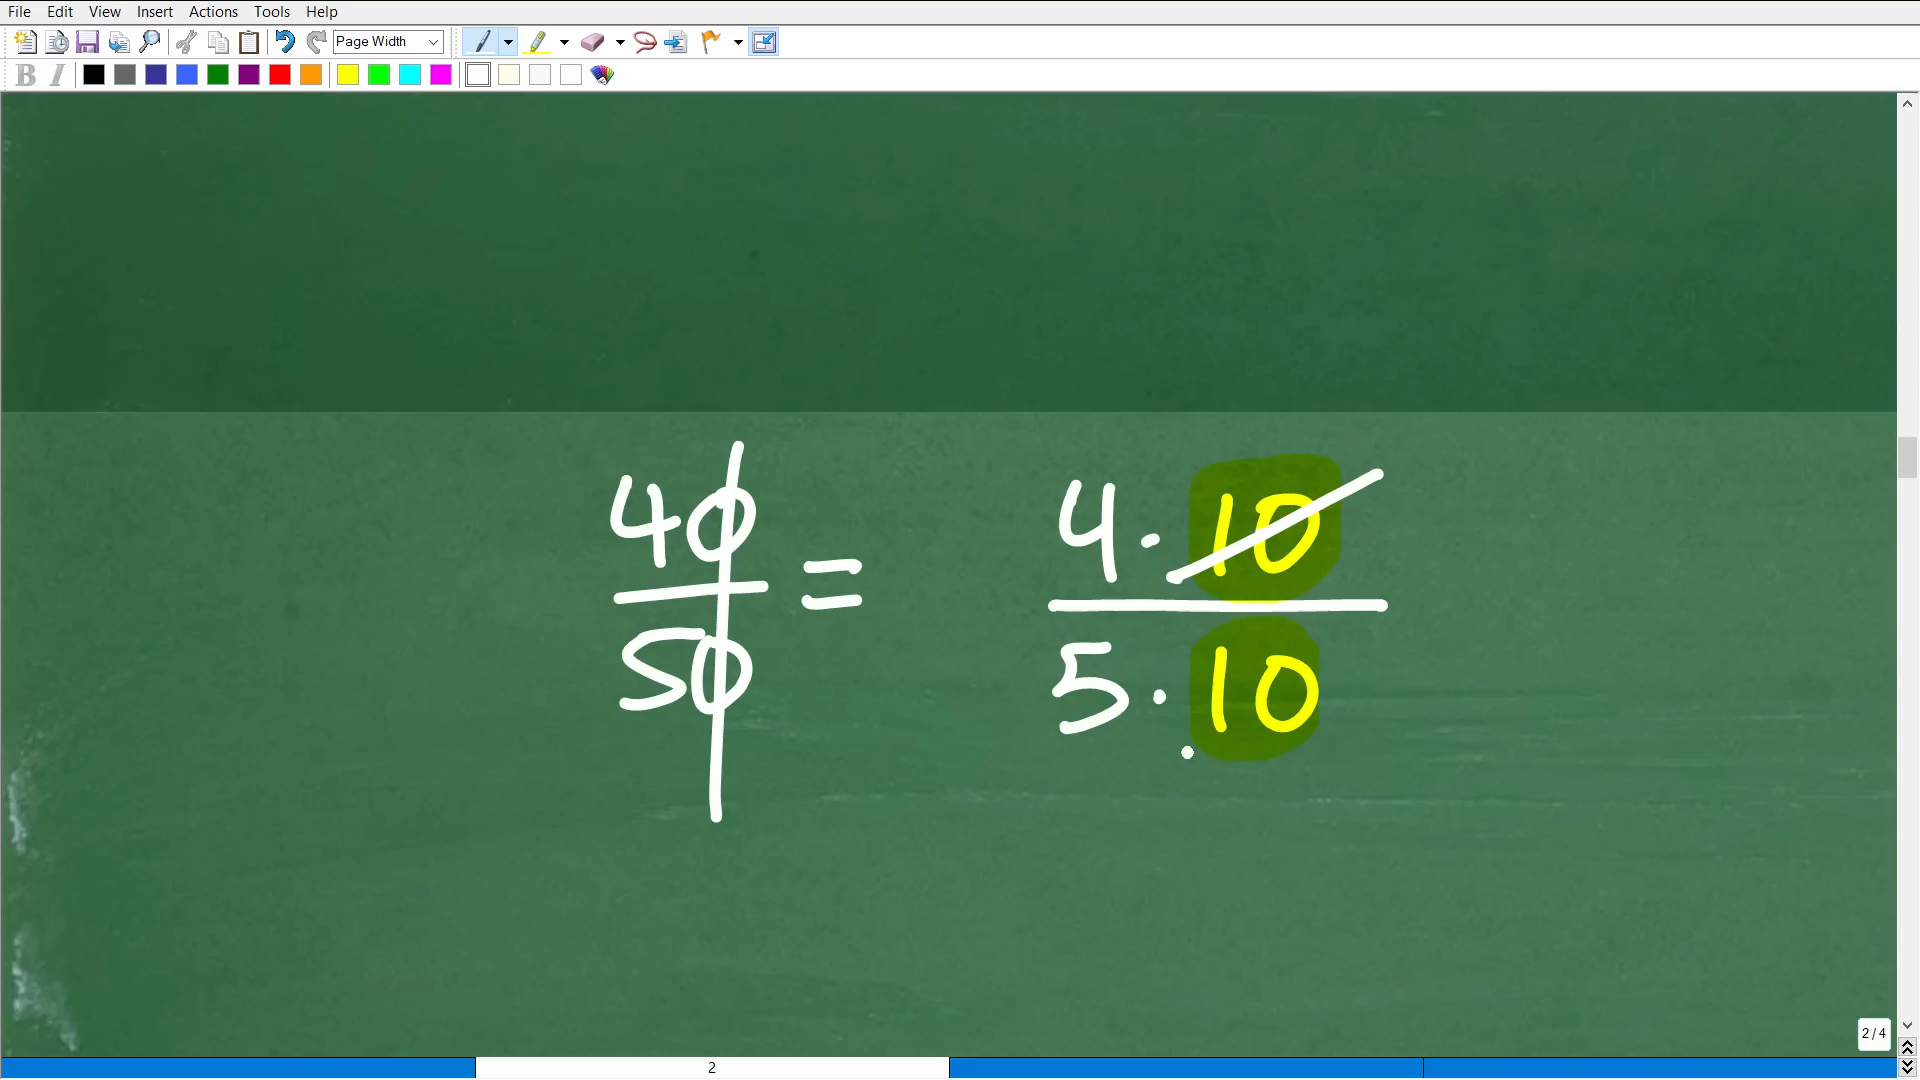 File Edit View Insert Actions Tools Help
Page Width
B I
40 = 4 · 10
50 5 · 10
2 / 4
2